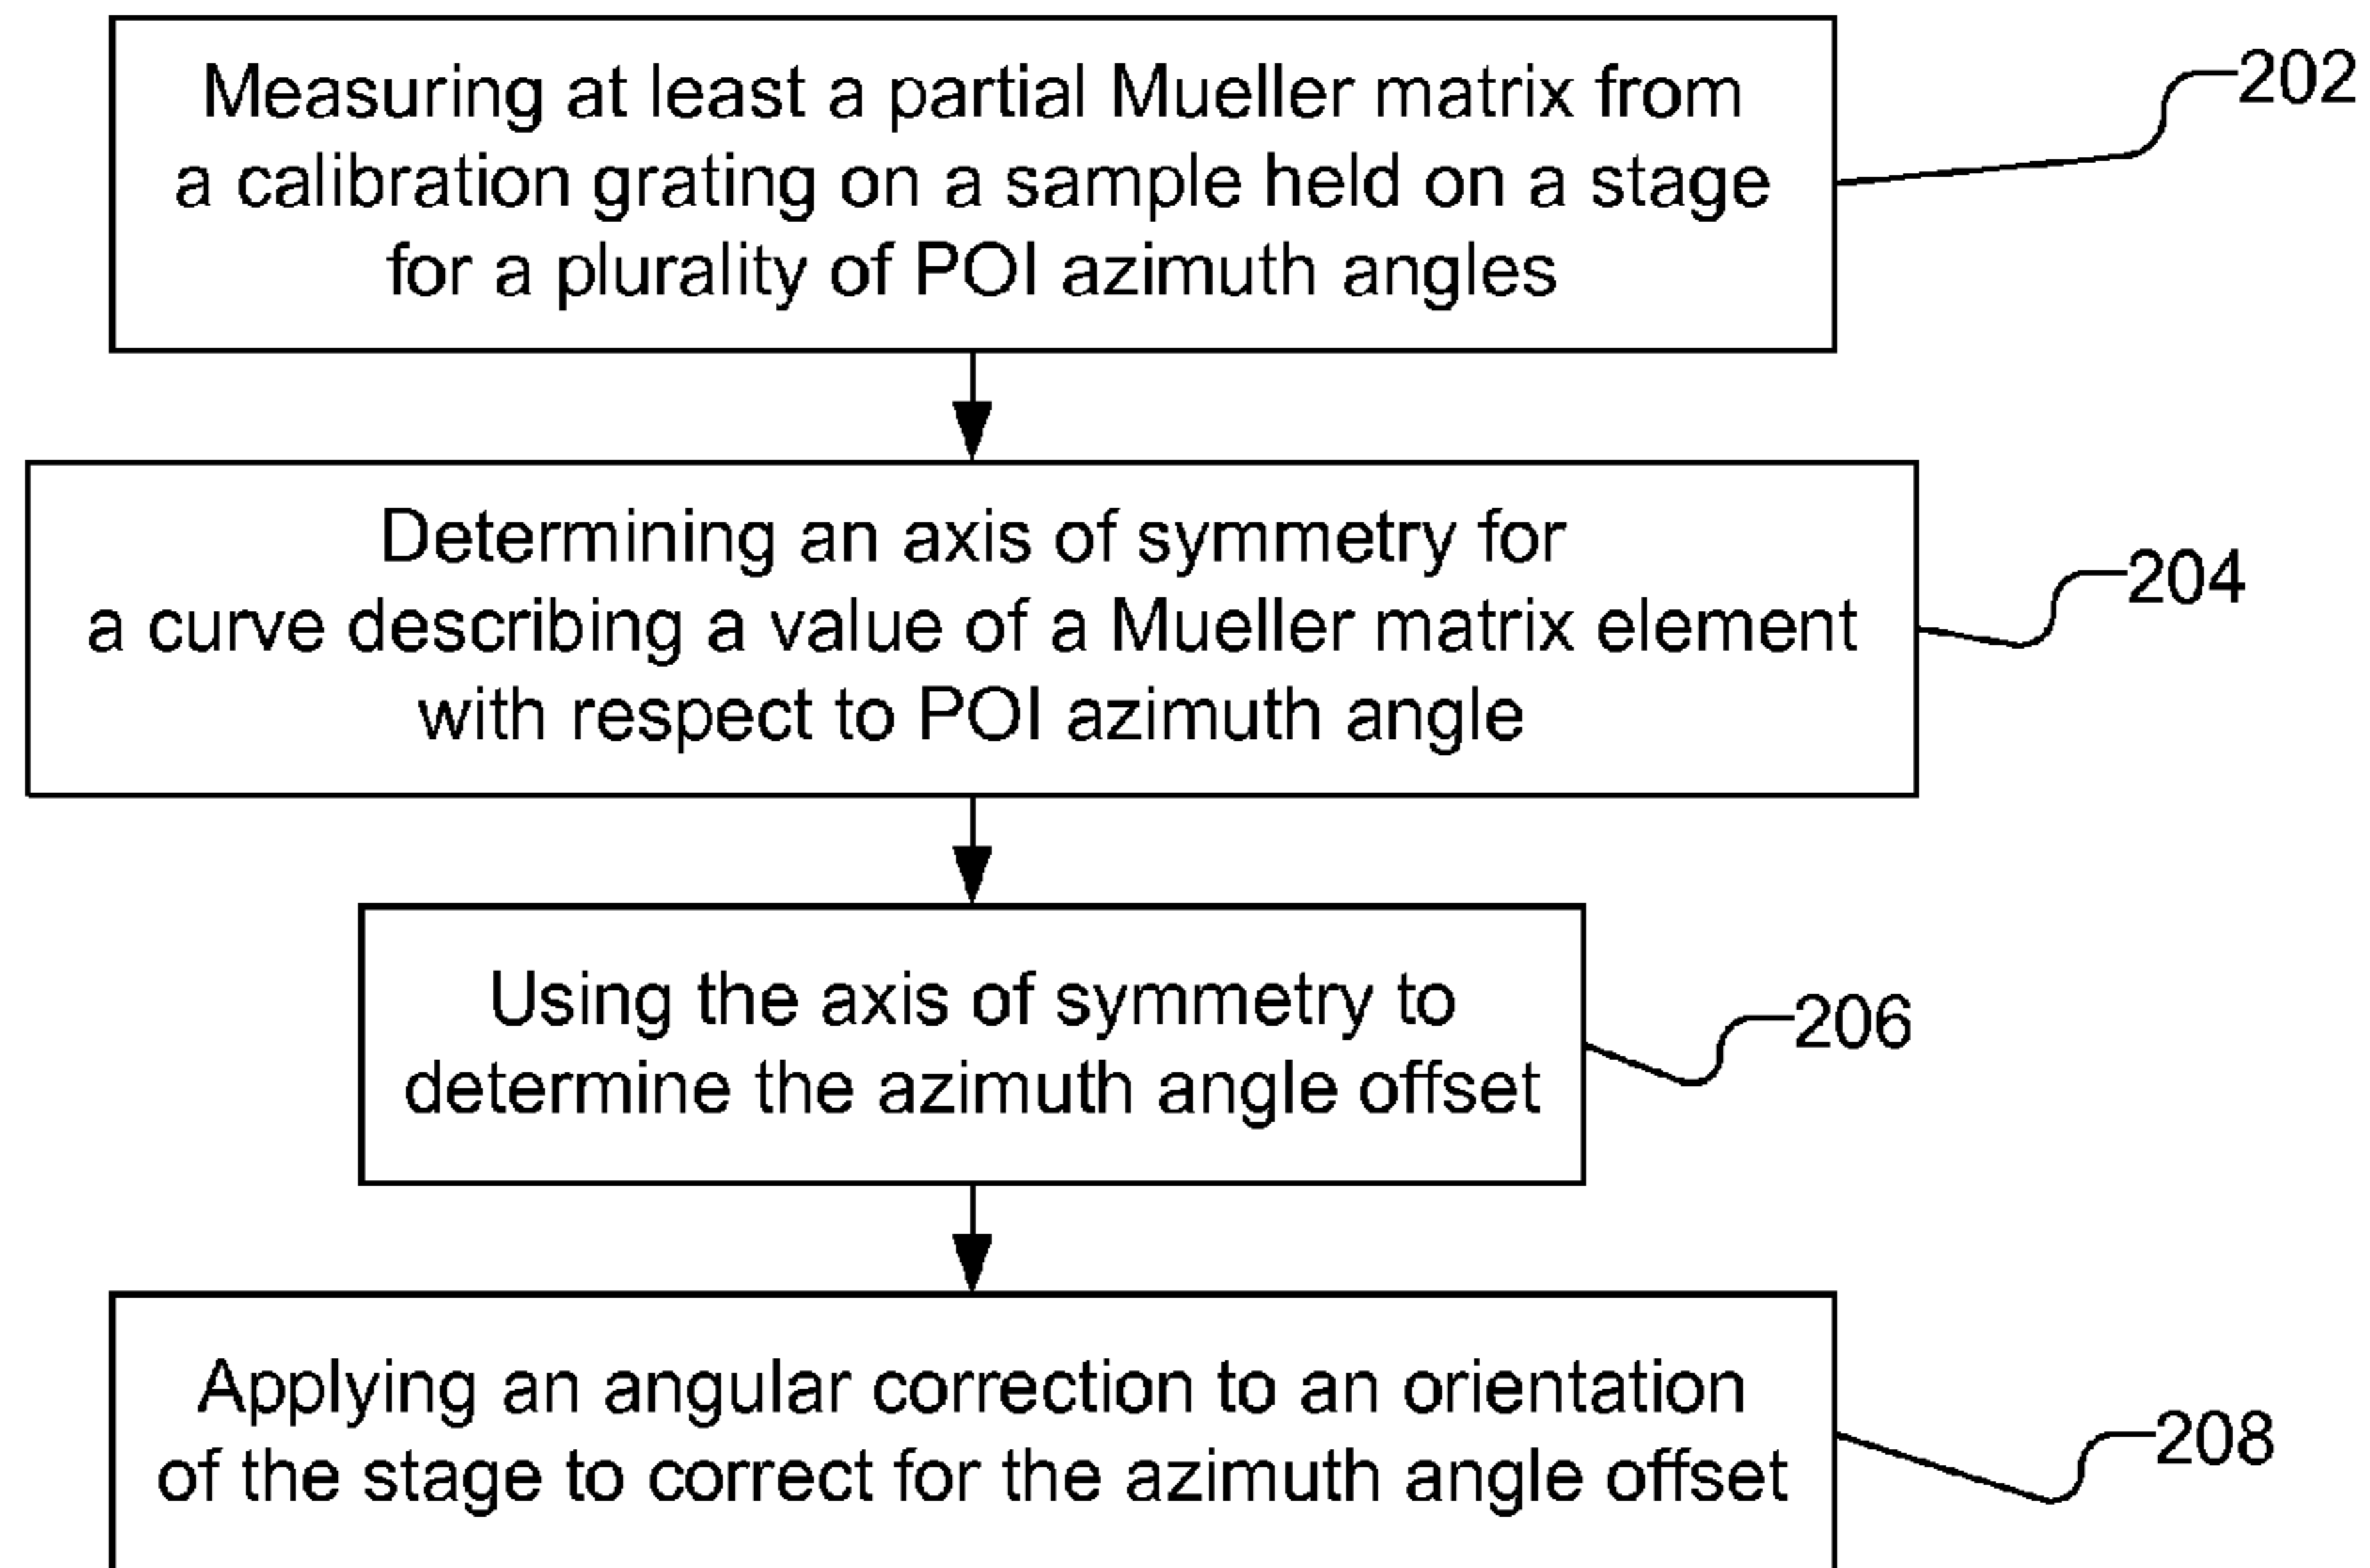 Measuring at least a partial Mueller matrix from
a calibration grating on a sample held on a stage
for a plurality of POI azimuth angles
202
Determining an axis of symmetry for
a curve describing a value of a Mueller matrix element
with respect to POI azimuth angle
204
Using the axis of symmetry to
determine the azimuth angle offset
206
Applying an angular correction to an orientation
of the stage to correct for the azimuth angle offset
208